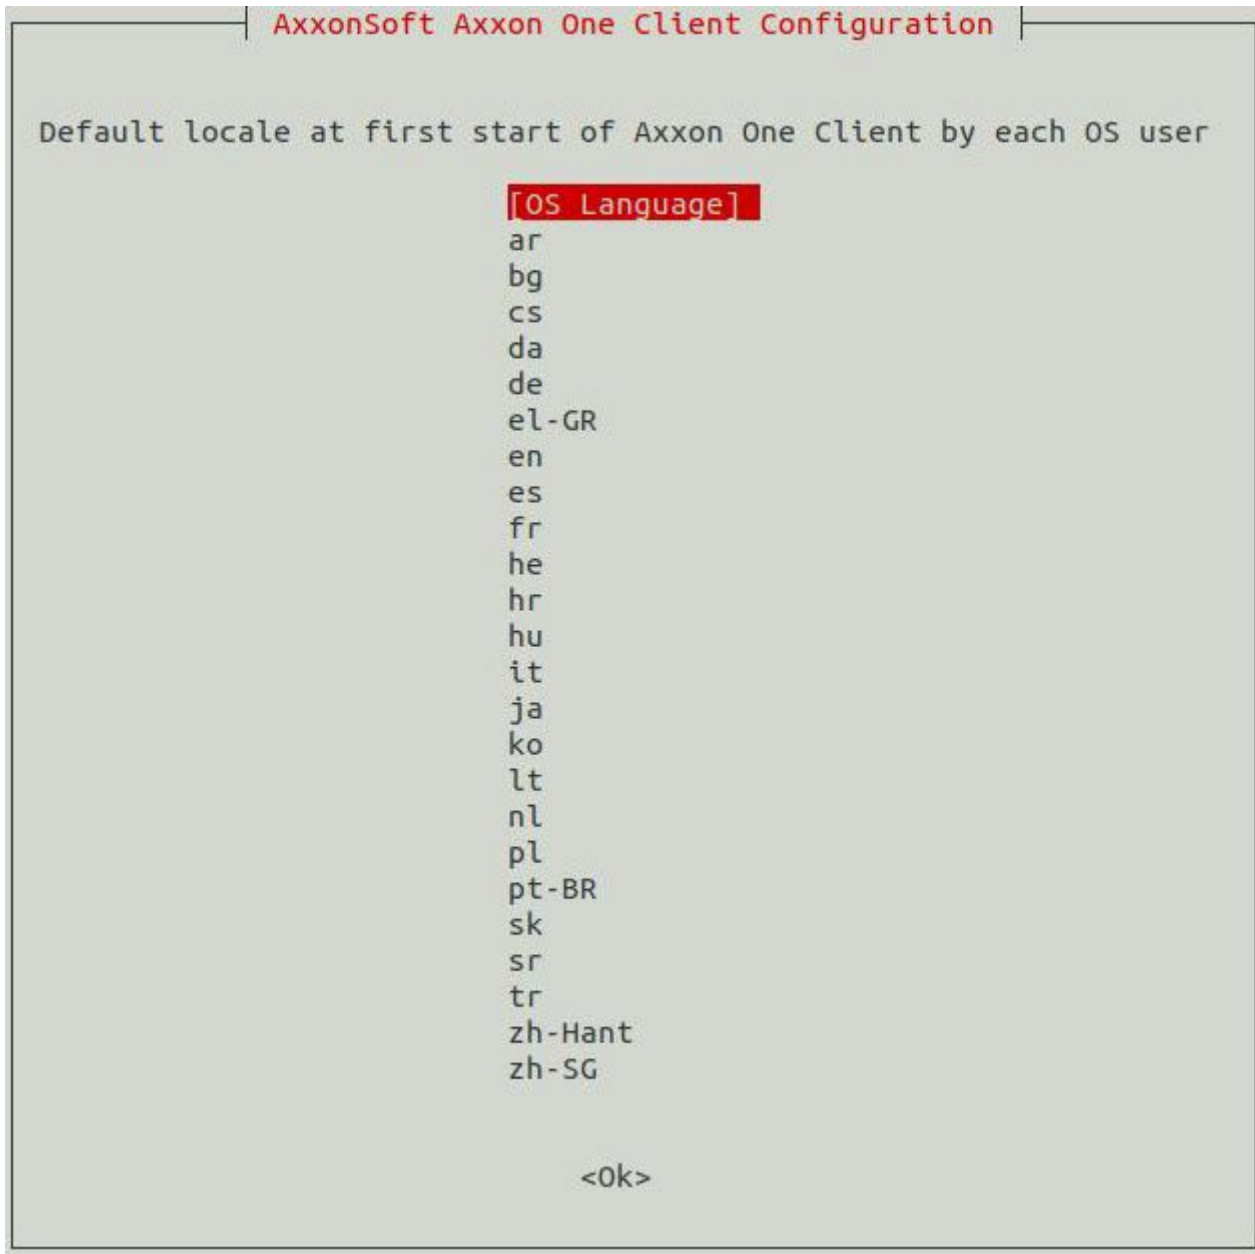 AxxonSoft Axxon One Client Configuration
Default locale at first start of Axxon One Client by each OS user
[OS Language]
ar
bg
cs
da
de
el-GR
en
es
fr
he
hr
hu
it
ja
ko
lt
nl
pl
pt-BR
sk
sr
tr
zh-Hant
zh-SG
<Ok>